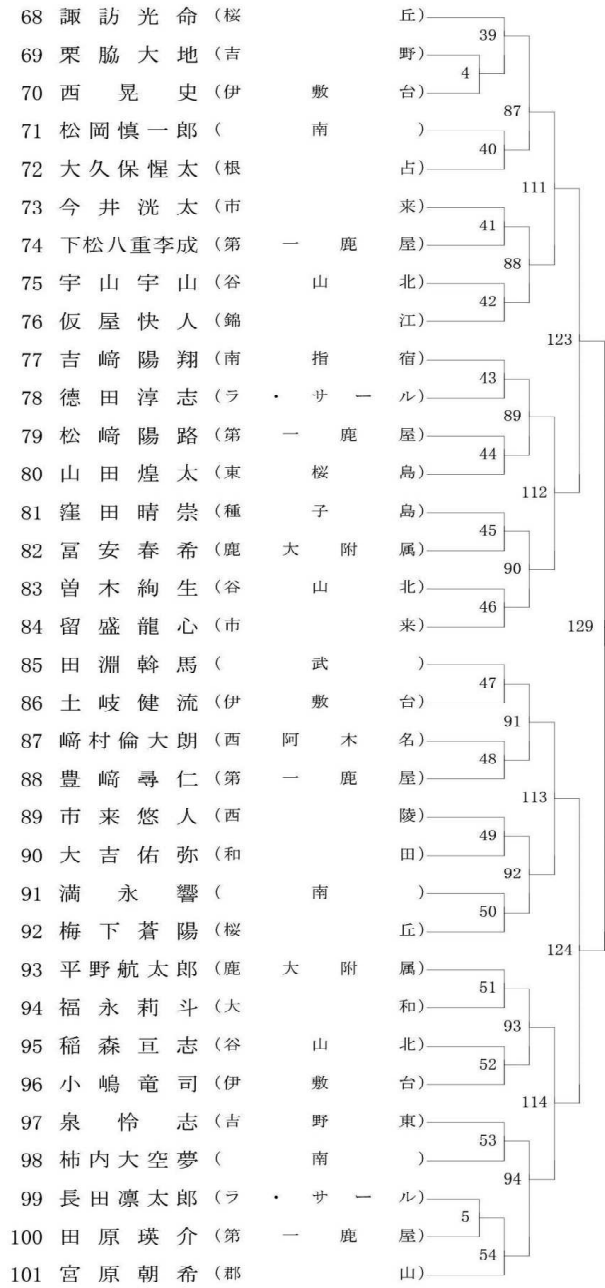 68 諏訪光命 (桜丘)
69 栗脇大地 (吉野)
70 西晃史 (伊敷台)
71 松岡慎一郎 (南)
72 大久保惺太 (根占)
73 今井洸太 (市来)
74 下松八重李成 (第一鹿屋)
75 宇山宇山 (谷山北)
76 仮屋快人 (錦江)
77 吉﨑陽翔 (南指宿)
78 德田淳志 (ラ・サール)
79 松﨑陽路 (第一鹿屋)
80 山田煌太 (東桜島)
81 窪田晴崇 (種子島)
82 冨安春希 (鹿大附属)
83 曽木絢生 (谷山北)
84 留盛龍心 (市来)
85 田淵幹馬 (武)
86 土岐健流 (伊敷台)
87 﨑村倫大朗 (西阿木名)
88 豊﨑尋仁 (第一鹿屋)
89 市来悠人 (西陵)
90 大吉佑弥 (和田)
91 満永響 (南)
92 梅下蒼陽 (桜丘)
93 平野航太郎 (鹿大附属)
94 福永莉斗 (大和)
95 稲森亘志 (谷山北)
96 小嶋竜司 (伊敷台)
97 泉怜志 (吉野東)
98 柿内大空夢 (南)
99 長田凛太郎 (ラ・サール)
100 田原瑛介 (第一鹿屋)
101 宮原朝希 (郡山)
39
4
87
40
111
41
88
42
123
43
89
44
112
45
90
46
129
47
91
48
113
49
92
50
124
51
93
52
114
53
94
5
54